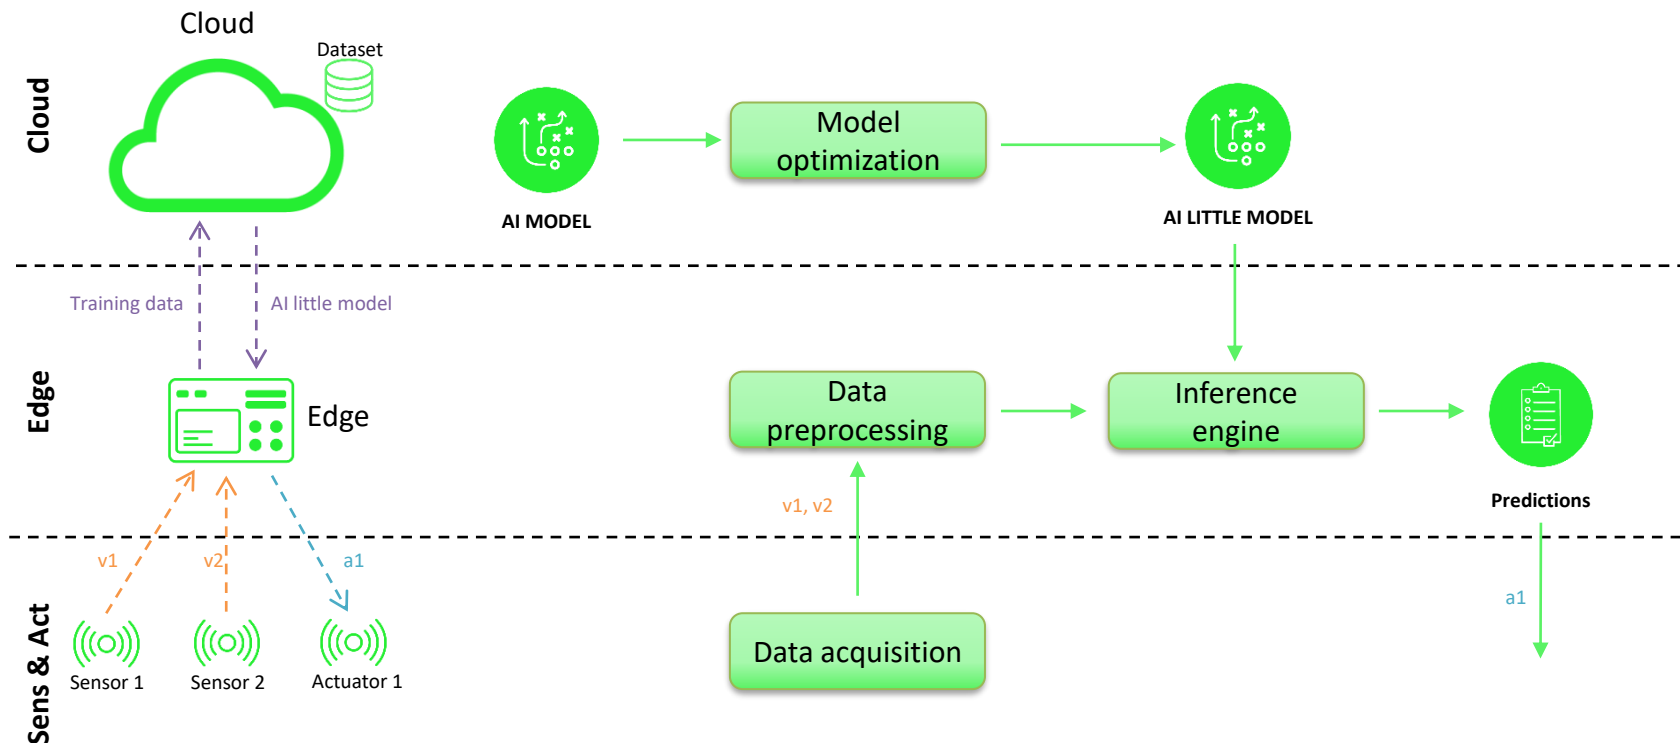 Cloud
Dataset
Cloud
Model
optimization
AI MODEL
AI LITTLE MODEL
Training data
AI little model
Edge
Edge
Data
preprocessing
Inference
engine
v1, v2
Predictions
v1
v2
a1
a1
Sens & Act
Data acquisition
Sensor 1
Sensor 2
Actuator 1